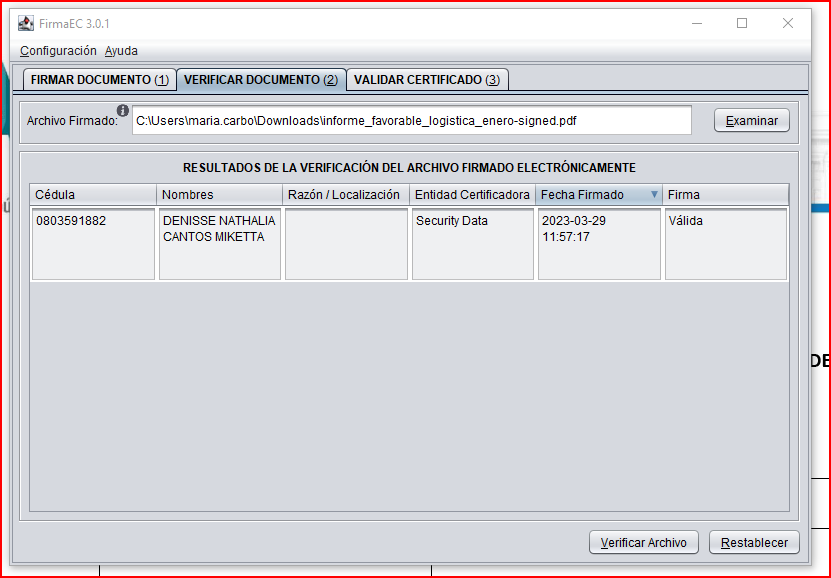 FirmaEC 3.0.1
Configuración Ayuda
FIRMAR DOCUMENTO (1) VERIFICAR DOCUMENTO (2) VALIDAR CERTIFICADO (3)
Archivo Firmado: C:\Users\maria.carbo\Downloads\informe_favorable_logistica_enero-signed.pdf Examinar
RESULTADOS DE LA VERIFICACIÓN DEL ARCHIVO FIRMADO ELECTRÓNICAMENTE
Cédula Nombres Razón / Localización Entidad Certificadora Fecha Firmado Firma
0803591882 DENISSE NATHALIA Security Data 2023-03-29 Válida
CANTOS MIKETTA 11:57:17
DE
Verificar Archivo Restablecer